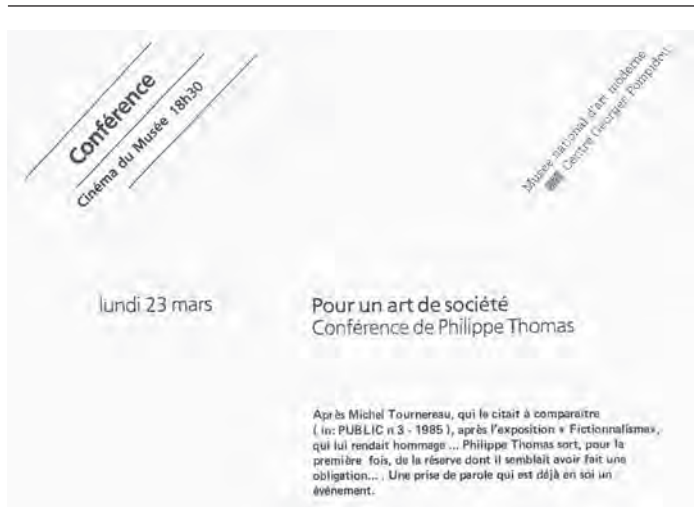 Conférence
Cinéma du Musée 18h30
Musée national d'art moderne
Centre Georges Pompidou
lundi 23 mars
Pour un art de société
Conférence de Philippe Thomas
Après Michel Tournereau, qui le citait à comparaitre
( in: PUBLIC n 3 - 1985 ), après l'exposition « Fictionnalisme»,
qui lui rendait hommage ... Philippe Thomas sort, pour la
première fois, de la réserve dont il semblait avoir fait une
obligation... . Une prise de parole qui est déjà en soi un
événement.